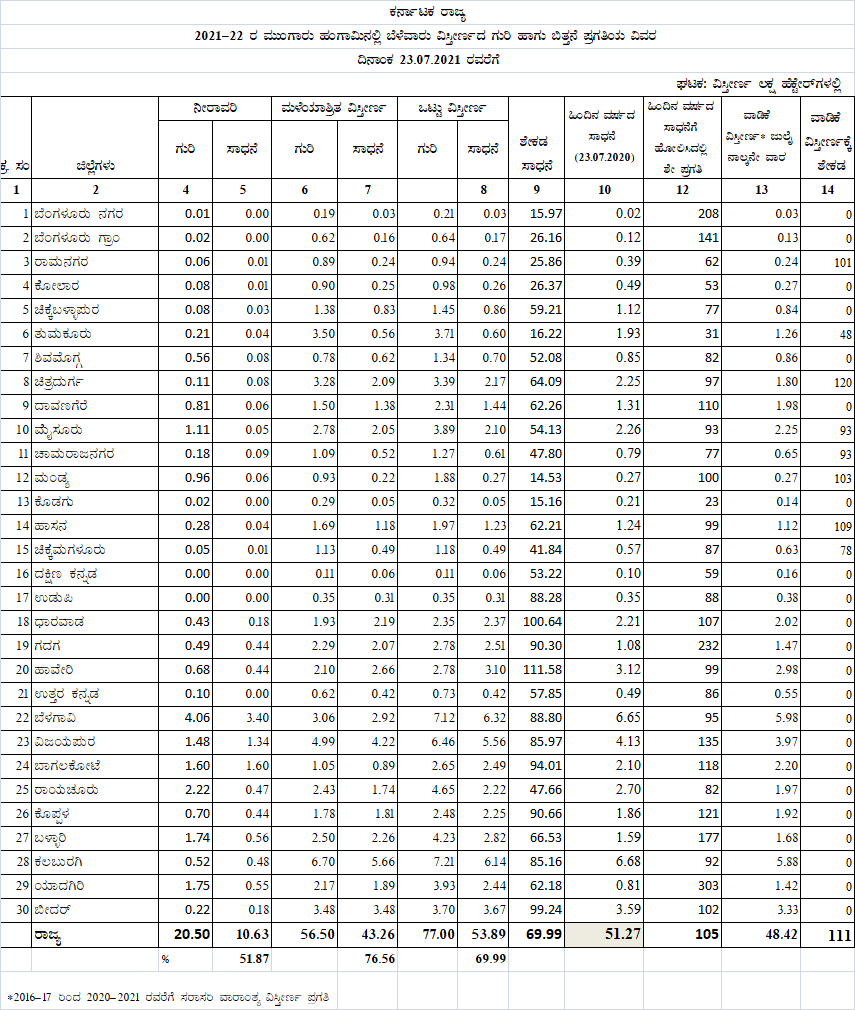 ಕರ್ನಾಟಕ ರಾಜ್ಯ
2021–22 ರ ಮುಂಗಾರು ಹಂಗಾಮಿನಲ್ಲಿ ಬೆಳೆವಾರು ವಿಸ್ತೀರ್ಣದ ಗುರಿ ಹಾಗು ಬಿತ್ತನೆ ಪ್ರಗತಿಯ ವಿವರ
ದಿನಾಂಕ 23.07.2021 ರವರೆಗೆ
ಘಟಕ: ವಿಸ್ತೀರ್ಣ ಲಕ್ಷ ಹೆಕ್ಟೇರ್‌ಗಳಲ್ಲಿ
ಕ್ರ. ಸಂ ಜಿಲ್ಲೆಗಳು ನೀರಾವರಿ ಮಳೆಯಾಶ್ರಿತ ವಿಸ್ತೀರ್ಣ ಒಟ್ಟು ವಿಸ್ತೀರ್ಣ ಶೇಕಡ ಸಾಧನೆ ಹಿಂದಿನ ವರ್ಷದ ಸಾಧನೆ (23.07.2020) ಹಿಂದಿನ ವರ್ಷದ ಸಾಧನೆಗೆ ಹೋಲಿಸಿದಲ್ಲಿ ಶೇ ಪ್ರಗತಿ ವಾಡಿಕೆ ವಿಸ್ತೀರ್ಣ* ಜುಲೈ ನಾಲ್ಕನೇ ವಾರ ವಾಡಿಕೆ ವಿಸ್ತೀರ್ಣಕ್ಕೆ ಶೇಕಡ
ಗುರಿ ಸಾಧನೆ ಗುರಿ ಸಾಧನೆ ಗುರಿ ಸಾಧನೆ
1 2 4 5 6 7 8 9 10 12 13 14
1 ಬೆಂಗಳೂರು ನಗರ 0.01 0.00 0.19 0.03 0.21 0.03 15.97 0.02 208 0.03 0
2 ಬೆಂಗಳೂರು ಗ್ರಾಂ 0.02 0.00 0.62 0.16 0.64 0.17 26.16 0.12 141 0.13 0
3 ರಾಮನಗರ 0.06 0.01 0.89 0.24 0.94 0.24 25.86 0.39 62 0.24 101
4 ಕೋಲಾರ 0.08 0.01 0.90 0.25 0.98 0.26 26.37 0.49 53 0.27 0
5 ಚಿಕ್ಕಬಳ್ಳಾಪುರ 0.08 0.03 1.38 0.83 1.45 0.86 59.21 1.12 77 0.84 0
6 ತುಮಕೂರು 0.21 0.04 3.50 0.56 3.71 0.60 16.22 1.93 31 1.26 48
7 ಶಿವಮೊಗ್ಗ 0.56 0.08 0.78 0.62 1.34 0.70 52.08 0.85 82 0.86 0
8 ಚಿತ್ರದುರ್ಗ 0.11 0.08 3.28 2.09 3.39 2.17 64.09 2.25 97 1.80 120
9 ದಾವಣಗೆರೆ 0.81 0.06 1.50 1.38 2.31 1.44 62.26 1.31 110 1.98 0
10 ಮೈಸೂರು 1.11 0.05 2.78 2.05 3.89 2.10 54.13 2.26 93 2.25 93
11 ಚಾಮರಾಜನಗರ 0.18 0.09 1.09 0.52 1.27 0.61 47.80 0.79 77 0.65 93
12 ಮಂಡ್ಯ 0.96 0.06 0.93 0.22 1.88 0.27 14.53 0.27 100 0.27 103
13 ಕೊಡಗು 0.02 0.00 0.29 0.05 0.32 0.05 15.16 0.21 23 0.14 0
14 ಹಾಸನ 0.28 0.04 1.69 1.18 1.97 1.23 62.21 1.24 99 1.12 109
15 ಚಿಕ್ಕಮಗಳೂರು 0.05 0.01 1.13 0.49 1.18 0.49 41.84 0.57 87 0.63 78
16 ದಕ್ಷಿಣ ಕನ್ನಡ 0.00 0.00 0.11 0.06 0.11 0.06 53.22 0.10 59 0.16 0
17 ಉಡುಪಿ 0.00 0.00 0.35 0.31 0.35 0.31 88.28 0.35 88 0.38 0
18 ಧಾರವಾಡ 0.43 0.18 1.93 2.19 2.35 2.37 100.64 2.21 107 2.02 0
19 ಗದಗ 0.49 0.44 2.29 2.07 2.78 2.51 90.30 1.08 232 1.47 0
20 ಹಾವೇರಿ 0.68 0.44 2.10 2.66 2.78 3.10 111.58 3.12 99 2.98 0
21 ಉತ್ತರ ಕನ್ನಡ 0.10 0.00 0.62 0.42 0.73 0.42 57.85 0.49 86 0.55 0
22 ಬೆಳಗಾವಿ 4.06 3.40 3.06 2.92 7.12 6.32 88.80 6.65 95 5.98 0
23 ವಿಜಯಪುರ 1.48 1.34 4.99 4.22 6.46 5.56 85.97 4.13 135 3.97 0
24 ಬಾಗಲಕೋಟೆ 1.60 1.60 1.05 0.89 2.65 2.49 94.01 2.10 118 2.20 0
25 ರಾಯಚೂರು 2.22 0.47 2.43 1.74 4.65 2.22 47.66 2.70 82 1.97 0
26 ಕೊಪ್ಪಳ 0.70 0.44 1.78 1.81 2.48 2.25 90.66 1.86 121 1.92 0
27 ಬಳ್ಳಾರಿ 1.74 0.56 2.50 2.26 4.23 2.82 66.53 1.59 177 1.68 0
28 ಕಲಬುರಗಿ 0.52 0.48 6.70 5.66 7.21 6.14 85.16 6.68 92 5.88 0
29 ಯಾದಗಿರಿ 1.75 0.55 2.17 1.89 3.93 2.44 62.18 0.81 303 1.42 0
30 ಬೀದರ್ 0.22 0.18 3.48 3.48 3.70 3.67 99.24 3.59 102 3.33 0
ರಾಜ್ಯ 20.50 10.63 56.50 43.26 77.00 53.89 69.99 51.27 105 48.42 111
% 51.87 76.56 69.99
*2016–17 ರಿಂದ 2020–2021 ರವರೆಗೆ ಸರಾಸರಿ ವಾರಾಂತ್ಯ ವಿಸ್ತೀರ್ಣ ಪ್ರಗತಿ